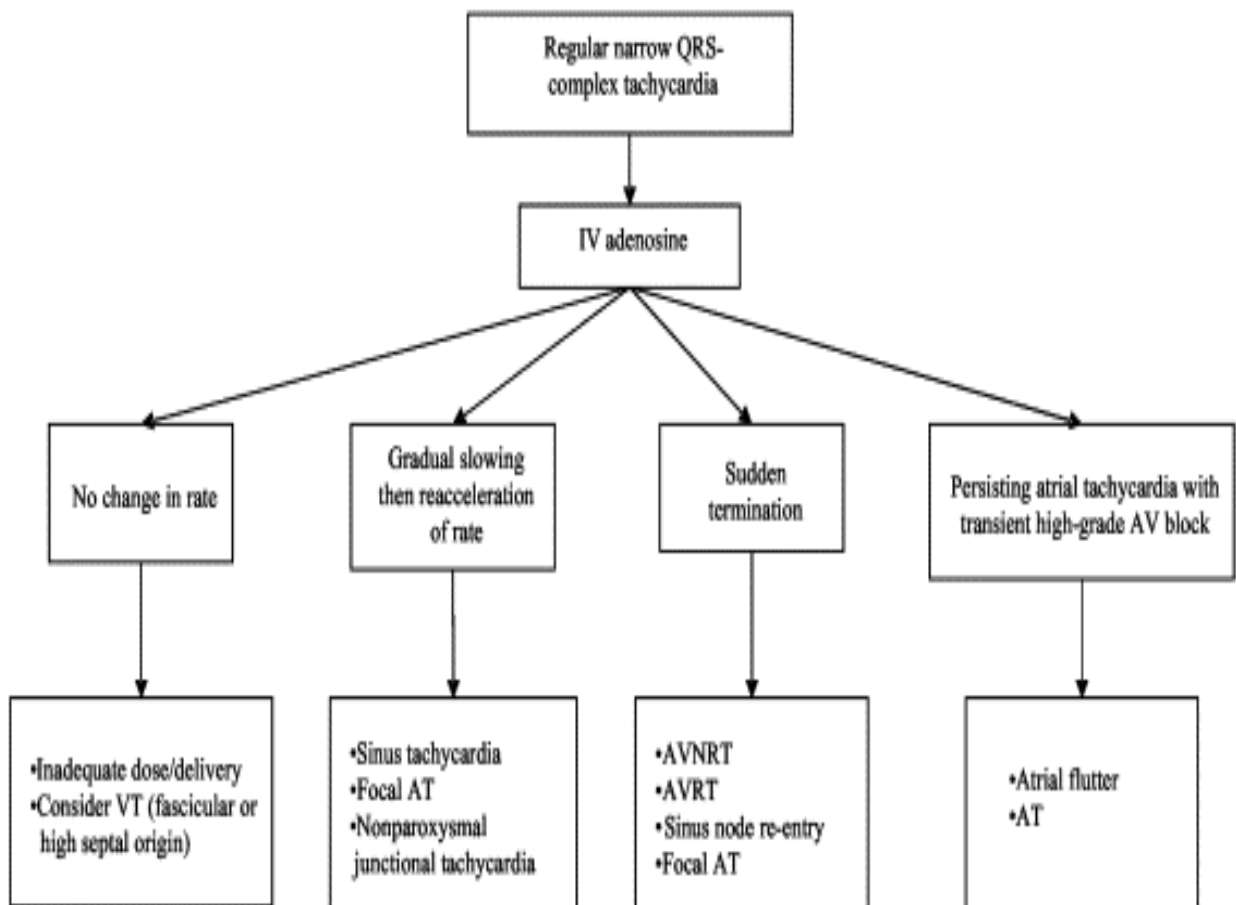 Regular narrow QRS-
complex tachycardia
IV adenosine
No change in rate
Gradual slowing
then reacceleration
of rate
Sudden
termination
Persisting atrial tachycardia with
transient high-grade AV block
•Inadequate dose/delivery
•Consider VT (fascicular or
high septal origin)
•Sinus tachycardia
•Focal AT
•Nonparoxysmal
junctional tachycardia
•AVNRT
•AVRT
•Sinus node re-entry
•Focal AT
•Atrial flutter
•AT